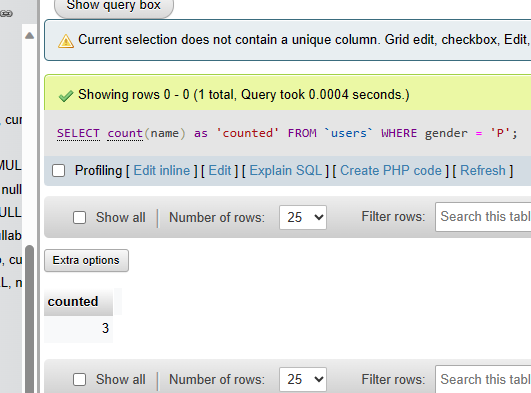 Show query box
Current selection does not contain a unique column. Grid edit, checkbox, Edit,
Showing rows 0 - 0 (1 total, Query took 0.0004 seconds.)
, cur
SELECT count(name) as 'counted' FROM `users` WHERE gender = 'P';
MUL
Profiling [ Edit inline ] [ Edit ] [ Explain SQL ] [ Create PHP code ] [ Refresh ]
null
ULL
Show all Number of rows: 25 Filter rows: Search this tabl
ullab
, cu
Extra options
L, n
counted
3
Show all Number of rows: 25 Filter rows: Search this tabl